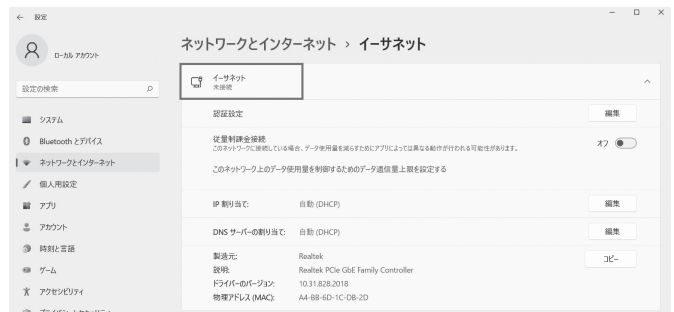 ← 設定
ローカル アカウント
設定の検索
システム
Bluetooth とデバイス
ネットワークとインターネット
個人用設定
アプリ
アカウント
時刻と言語
ゲーム
アクセシビリティ
ネットワークとインターネット › イーサネット
イーサネット
未接続
認証設定
編集
従量制課金接続
このネットワークに接続している場合、データ使用量を減らすためにアプリによっては異なる動作が行われる可能性があります。
オフ
このネットワーク上のデータ使用量を制御するためのデータ通信量上限を設定する
IP 割り当て: 自動 (DHCP)
編集
DNS サーバーの割り当て: 自動 (DHCP)
編集
製造元: Realtek
コピー
説明: Realtek PCIe GbE Family Controller
ドライバーのバージョン: 10.31.828.2018
物理アドレス (MAC): A4-BB-6D-1C-DB-2D